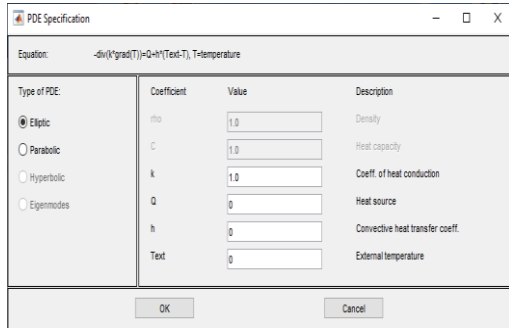 PDE Specification
Equation: -div(k*grad(T))=Q+h*(Text-T), T=temperature
Type of PDE: Coefficient Value Description
Elliptic rho 1.0 Density
Parabolic C 1.0 Heat capacity
Hyperbolic k 1.0 Coeff. of heat conduction
Eigenmodes Q 0 Heat source
h 0 Convective heat transfer coeff.
Text 0 External temperature
OK Cancel